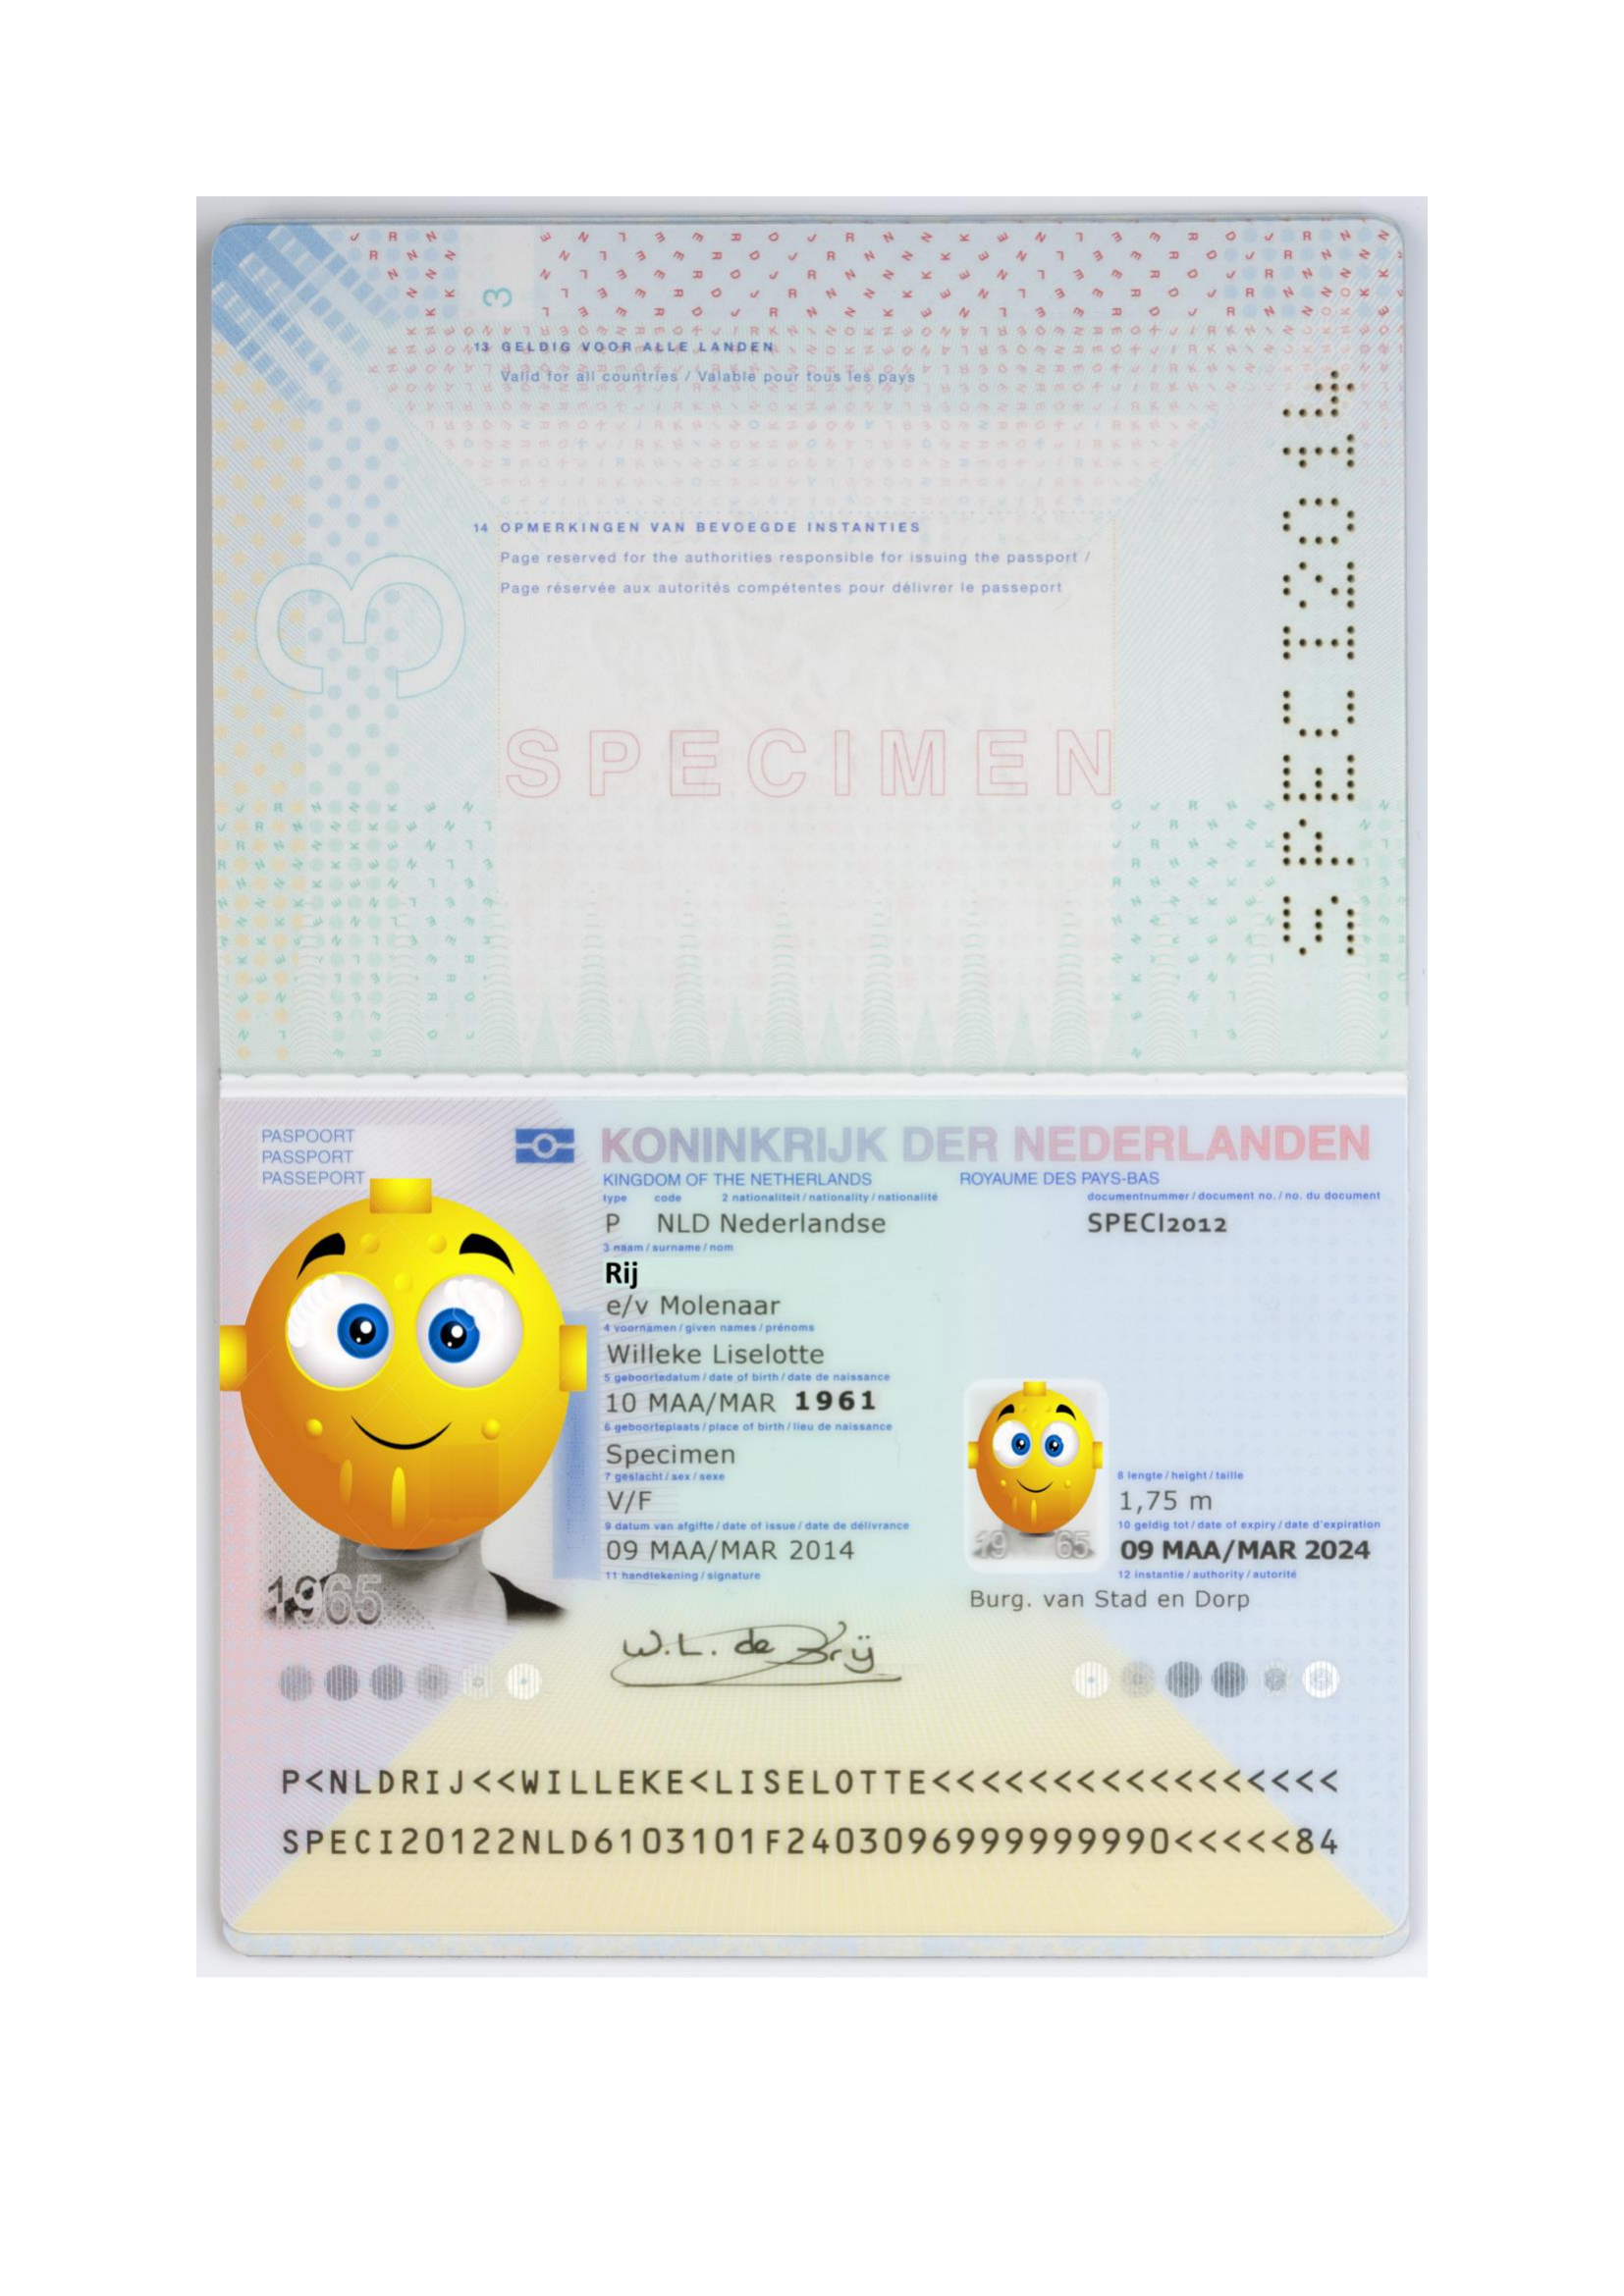 3
13 GELDIG VOOR ALLE LANDEN
Valid for all countries / Valable pour tous les pays
14 OPMERKINGEN VAN BEVOEGDE INSTANTIES
Page reserved for the authorities responsible for issuing the passport /
Page réservée aux autorités compétentes pour délivrer le passeport
3
SPECIMEN
SPECI2014
PASPOORT
PASSPORT
PASSEPORT
KONINKRIJK DER NEDERLANDEN
KINGDOM OF THE NETHERLANDS ROYAUME DES PAYS-BAS
type code 2 nationaliteit / nationality / nationalité documentnummer / document no. / no. du document
P NLD Nederlandse SPECI2012
3 naam / surname / nom
Rij
e/v Molenaar
4 voornamen / given names / prénoms
Willeke Liselotte
5 geboortedatum / date of birth / date de naissance
10 MAA/MAR 1961
6 geboorteplaats / place of birth / lieu de naissance
Specimen
7 geslacht / sex / sexe 8 lengte / height / taille
V/F 1,75 m
9 datum van afgifte / date of issue / date de délivrance 10 geldig tot / date of expiry / date d'expiration
09 MAA/MAR 2014 09 MAA/MAR 2024
11 handtekening / signature 12 instantie / authority / autorité
Burg. van Stad en Dorp
1965
19 65
W.L. de Brij
P<NLDRIJ<<WILLEKE<LISELOTTE<<<<<<<<<<<<<<<<<
SPECI20122NLD6103101F2403096999999990<<<<<84